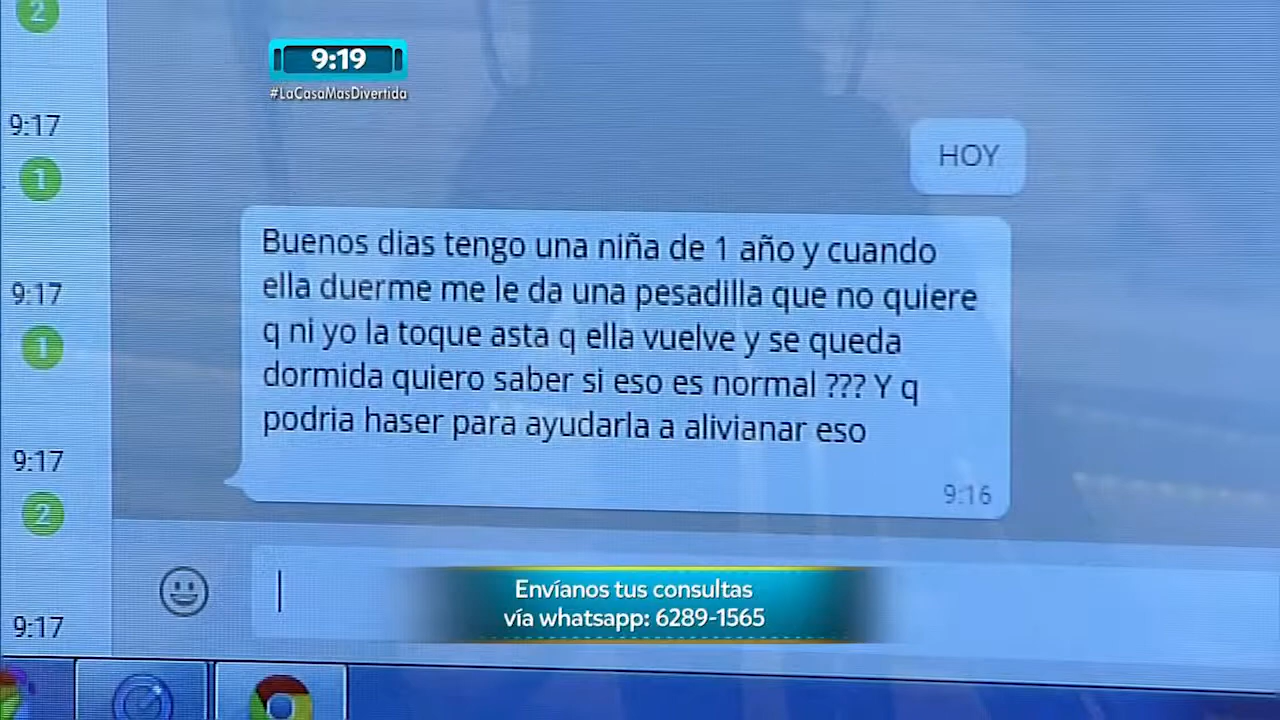 2
9:19
#LaCasaMasDivertida
9:17
1
HOY
Buenos dias tengo una niña de 1 año y cuando
ella duerme me le da una pesadilla que no quiere
q ni yo la toque asta q ella vuelve y se queda
dormida quiero saber si eso es normal ??? Y q
podria haser para ayudarla a alivianar eso
9:16
9:17
1
9:17
2
Envíanos tus consultas
vía whatsapp: 6289-1565
9:17